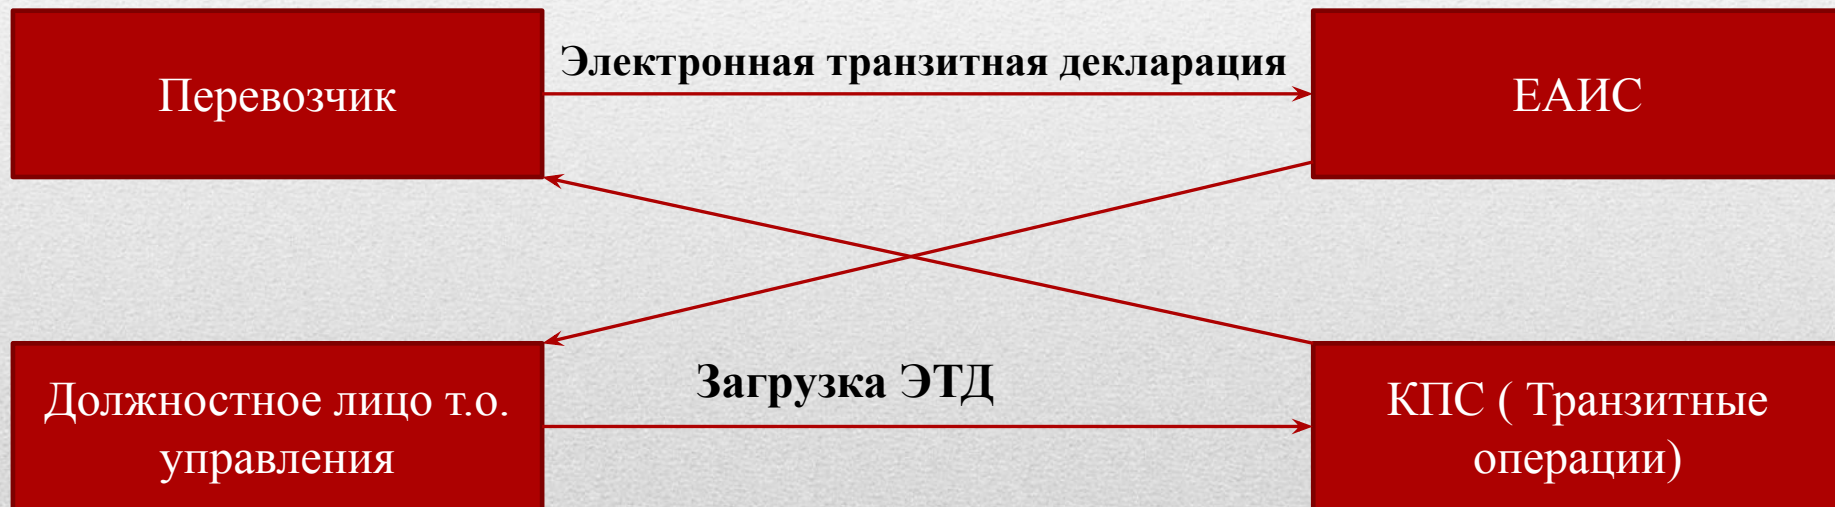 Электронная транзитная декларация
Перевозчик
ЕАИС
Загрузка ЭТД
Должностное лицо т.о.
управления
КПС ( Транзитные
операции)